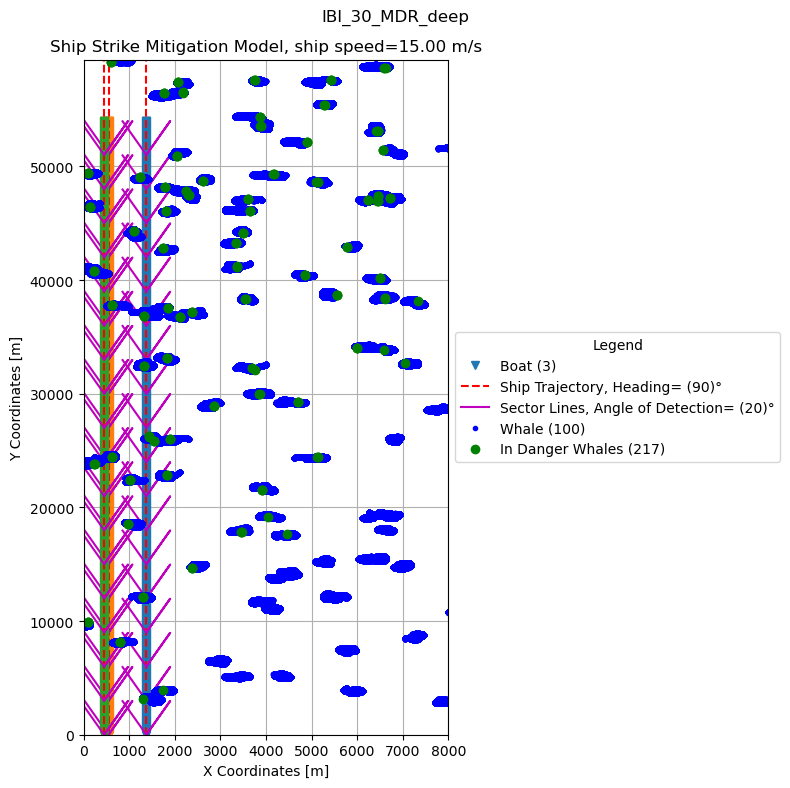 IBI_30_MDR_deep
Ship Strike Mitigation Model, ship speed=15.00 m/s
50000
40000
30000
20000
10000
0
Y Coordinates [m]
0 1000 2000 3000 4000 5000 6000 7000 8000
X Coordinates [m]
Legend
Boat (3)
Ship Trajectory, Heading= (90)°
Sector Lines, Angle of Detection= (20)°
Whale (100)
In Danger Whales (217)